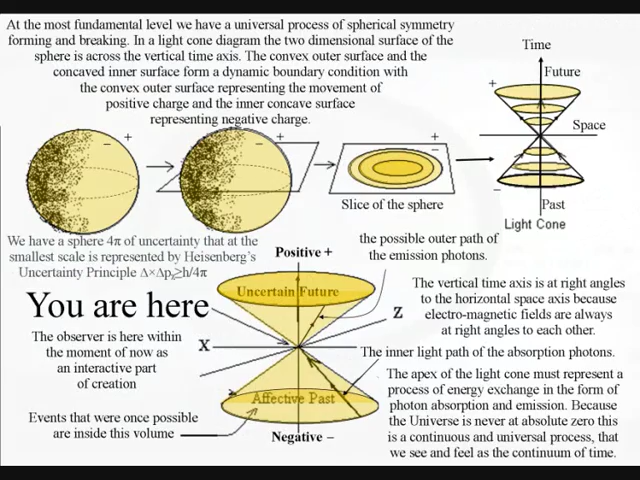 At the most fundamental level we have a universal process of spherical symmetry
forming and breaking. In a light cone diagram the two dimensional surface of the
sphere is across the vertical time axis. The convex outer surface and the
concaved inner surface form a dynamic boundary condition with
the convex outer surface representing the movement of
positive charge and the inner concave surface
representing negative charge.
Time
Future
+
Space
−
Past
Light Cone
− +
− +
+
−
Slice of the sphere
We have a sphere 4π of uncertainty that at the
smallest scale is represented by Heisenberg's
Uncertainty Principle Δ×Δpₓ≥h/4π
Positive +
the possible outer path of
the emission photons.
Uncertain Future
You are here
The observer is here within
the moment of now as
an interactive part
of creation
X
Z
The vertical time axis is at right angles
to the horizontal space axis because
electro-magnetic fields are always
at right angles to each other.
The inner light path of the absorption photons.
Affective Past
Events that were once possible
are inside this volume
Negative −
The apex of the light cone must represent a
process of energy exchange in the form of
photon absorption and emission. Because
the Universe is never at absolute zero this
is a continuous and universal process, that
we see and feel as the continuum of time.